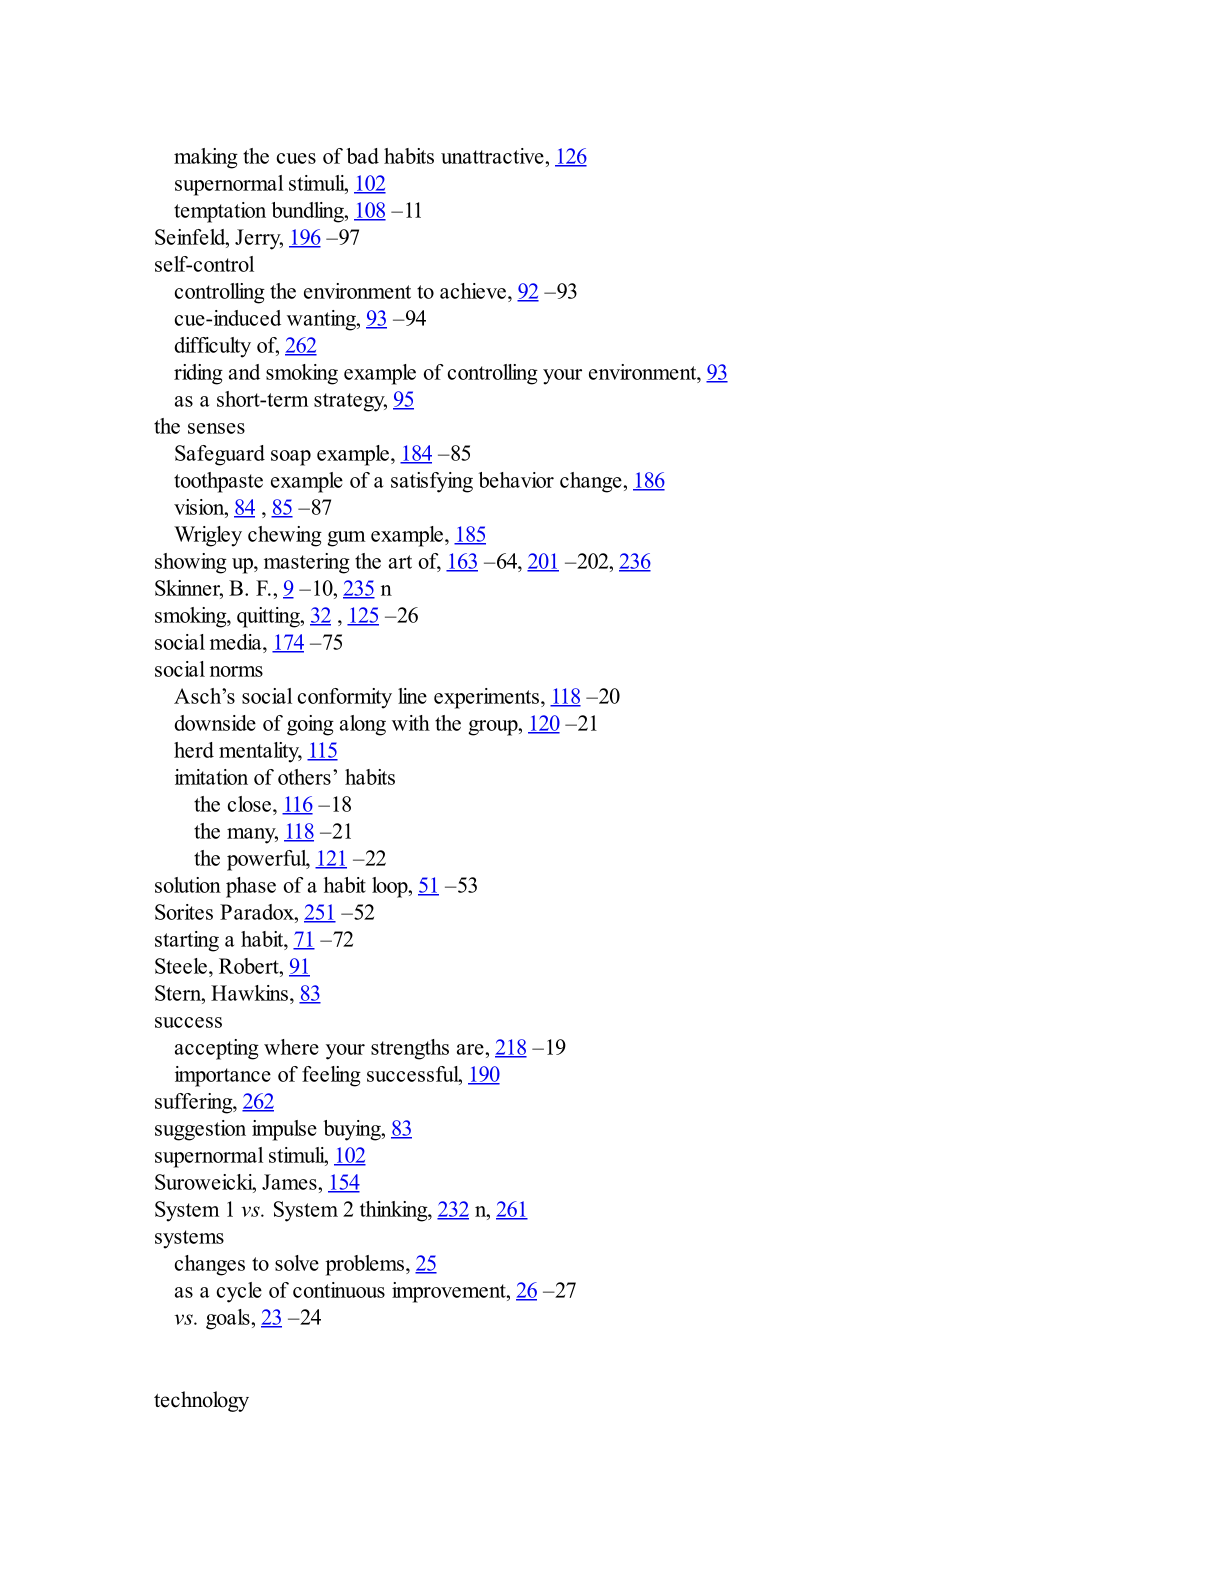 making the cues of bad habits unattractive, 126
supernormal stimuli, 102
temptation bundling, 108 –11
Seinfeld, Jerry, 196 –97
self-control
controlling the environment to achieve, 92 –93
cue-induced wanting, 93 –94
difficulty of, 262
riding and smoking example of controlling your environment, 93
as a short-term strategy, 95
the senses
Safeguard soap example, 184 –85
toothpaste example of a satisfying behavior change, 186
vision, 84 , 85 –87
Wrigley chewing gum example, 185
showing up, mastering the art of, 163 –64, 201 –202, 236
Skinner, B. F., 9 –10, 235 n
smoking, quitting, 32 , 125 –26
social media, 174 –75
social norms
Asch’s social conformity line experiments, 118 –20
downside of going along with the group, 120 –21
herd mentality, 115
imitation of others’ habits
the close, 116 –18
the many, 118 –21
the powerful, 121 –22
solution phase of a habit loop, 51 –53
Sorites Paradox, 251 –52
starting a habit, 71 –72
Steele, Robert, 91
Stern, Hawkins, 83
success
accepting where your strengths are, 218 –19
importance of feeling successful, 190
suffering, 262
suggestion impulse buying, 83
supernormal stimuli, 102
Suroweicki, James, 154
System 1 vs. System 2 thinking, 232 n, 261
systems
changes to solve problems, 25
as a cycle of continuous improvement, 26 –27
vs. goals, 23 –24
technology